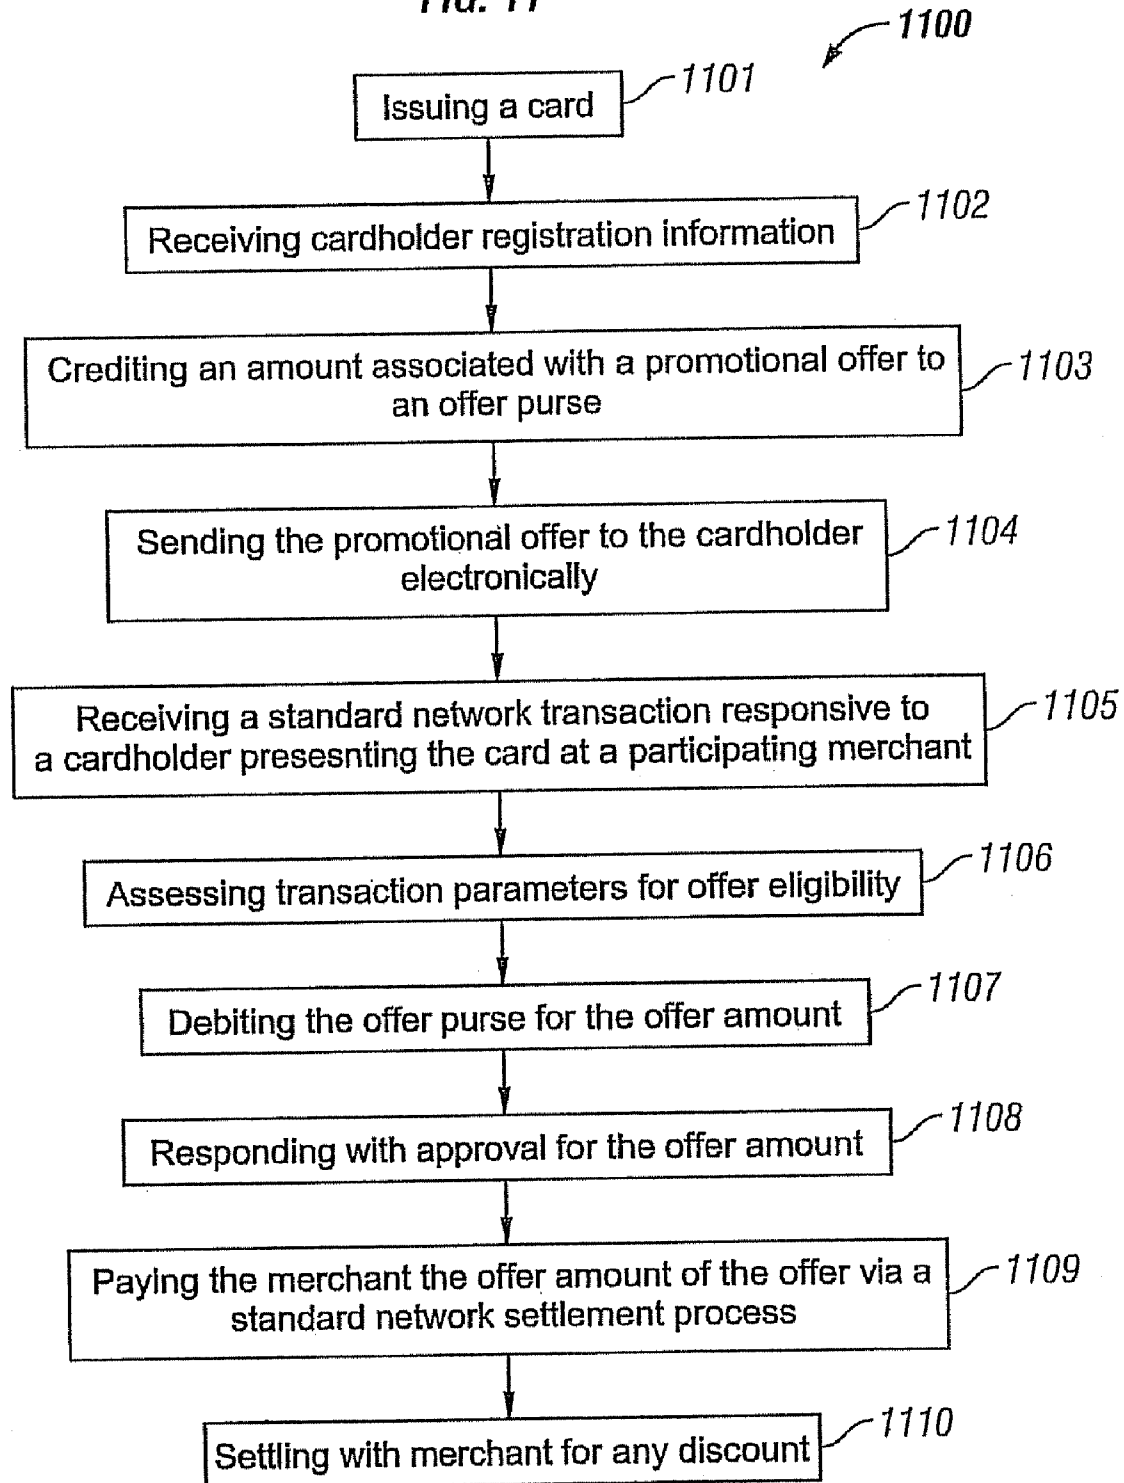 FIG. 11
1100
Issuing a card
1101
Receiving cardholder registration information
1102
Crediting an amount associated with a promotional offer to
an offer purse
1103
Sending the promotional offer to the cardholder
electronically
1104
Receiving a standard network transaction responsive to
a cardholder presesnting the card at a participating merchant
1105
Assessing transaction parameters for offer eligibility
1106
Debiting the offer purse for the offer amount
1107
Responding with approval for the offer amount
1108
Paying the merchant the offer amount of the offer via a
standard network settlement process
1109
Settling with merchant for any discount
1110